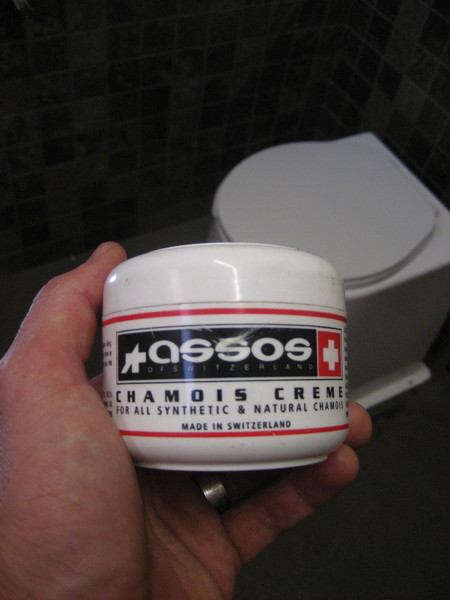 assos
OF SWITZERLAND
CHAMOIS CREME
FOR ALL SYNTHETIC & NATURAL CHAMOIS
MADE IN SWITZERLAND